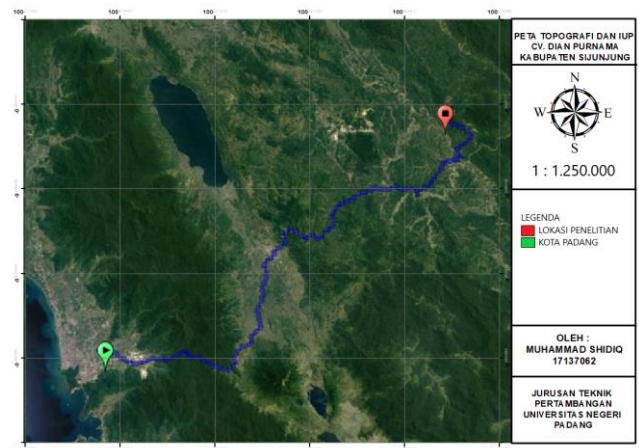 PETA TOPOGRAFI DAN IUP
CV. DIAN PURNAMA
KABUPATEN SIJUNJUNG
N
W
E
S
1 : 1.250.000
LEGENDA
LOKASI PENELITIAN
KOTA PADANG
OLEH :
MUHAMMAD SHIDIQ
17137062
JURUSAN TEKNIK
PERTAMBANGAN
UNIVERSITAS NEGERI
PADANG